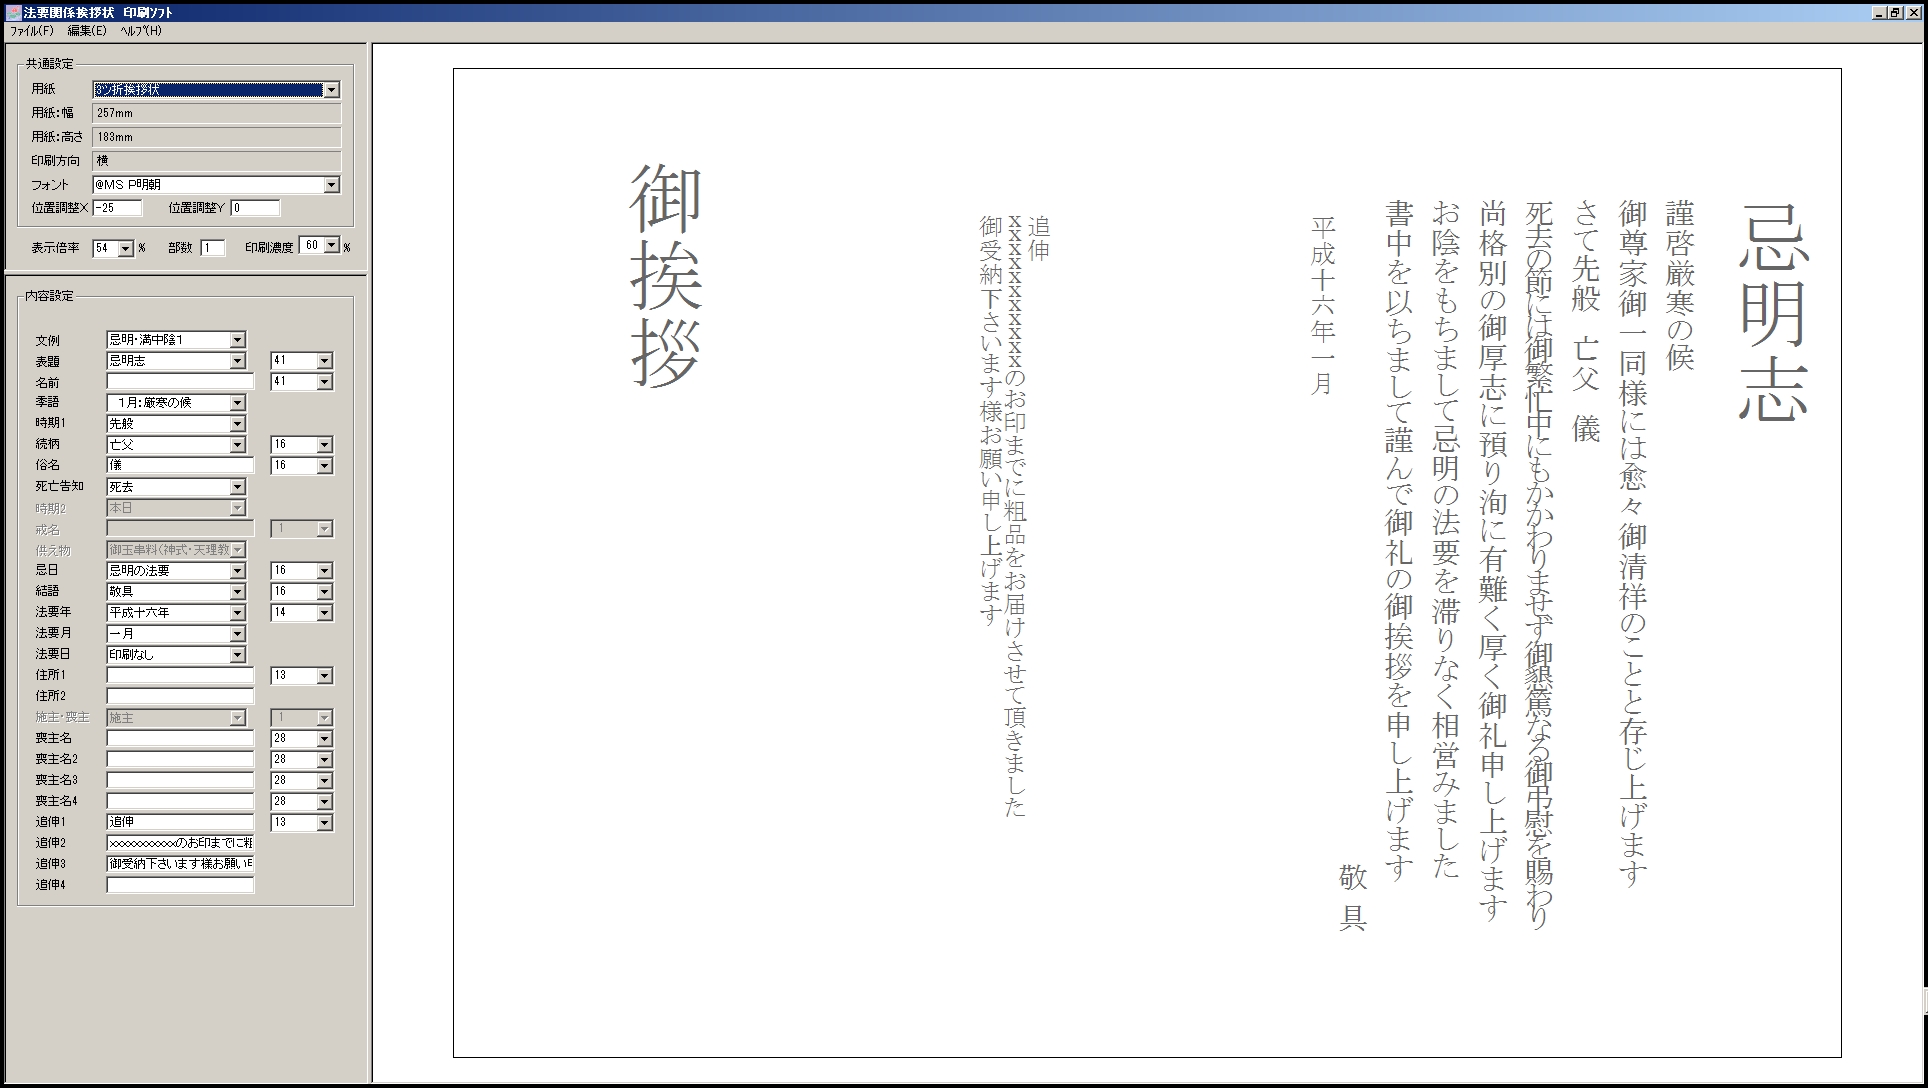 法要関係挨拶状 印刷ソフト
ファイル(F) 編集(E) ヘルプ(H)
共通設定
用紙 3ツ折挨拶状
用紙:幅 257mm
用紙:高さ 183mm
印刷方向 横
フォント @MS P明朝
位置調整X -25 位置調整Y 0
表示倍率 54 % 部数 1 印刷濃度 60 %
内容設定
文例 忌明・満中陰1
表題 忌明志 41
名前 41
季語 1月:厳寒の候
時期1 先般
続柄 亡父 16
俗名 儀 16
死亡告知 死去
時期2 本日
戒名 1
供え物 御玉串料(神式・天理教
忌日 忌明の法要 16
結語 敬具 16
法要年 平成十六年 14
法要月 一月
法要日 印刷なし
住所1 13
住所2
施主・喪主 施主 1
喪主名 28
喪主名2 28
喪主名3 28
喪主名4 28
追伸1 追伸 13
追伸2 xxxxxxxxxxxのお印までに粗
追伸3 御受納下さいます様お願い申
追伸4
忌明志
謹啓厳寒の候
御尊家御一同様には愈々御清祥のことと存じ上げます
さて先般 亡父 儀
死去の節には御繁忙中にもかかわりませず御懇篤なる御弔慰を賜わり
尚格別の御厚志に預り洵に有難く厚く御礼申し上げます
お陰をもちまして忌明の法要を滞りなく相営みました
書中を以ちまして謹んで御礼の御挨拶を申し上げます
敬具
平成十六年一月
追伸
xxxxxxxxxxxのお印までに粗品をお届けさせて頂きました
御受納下さいます様お願い申し上げます
御挨拶